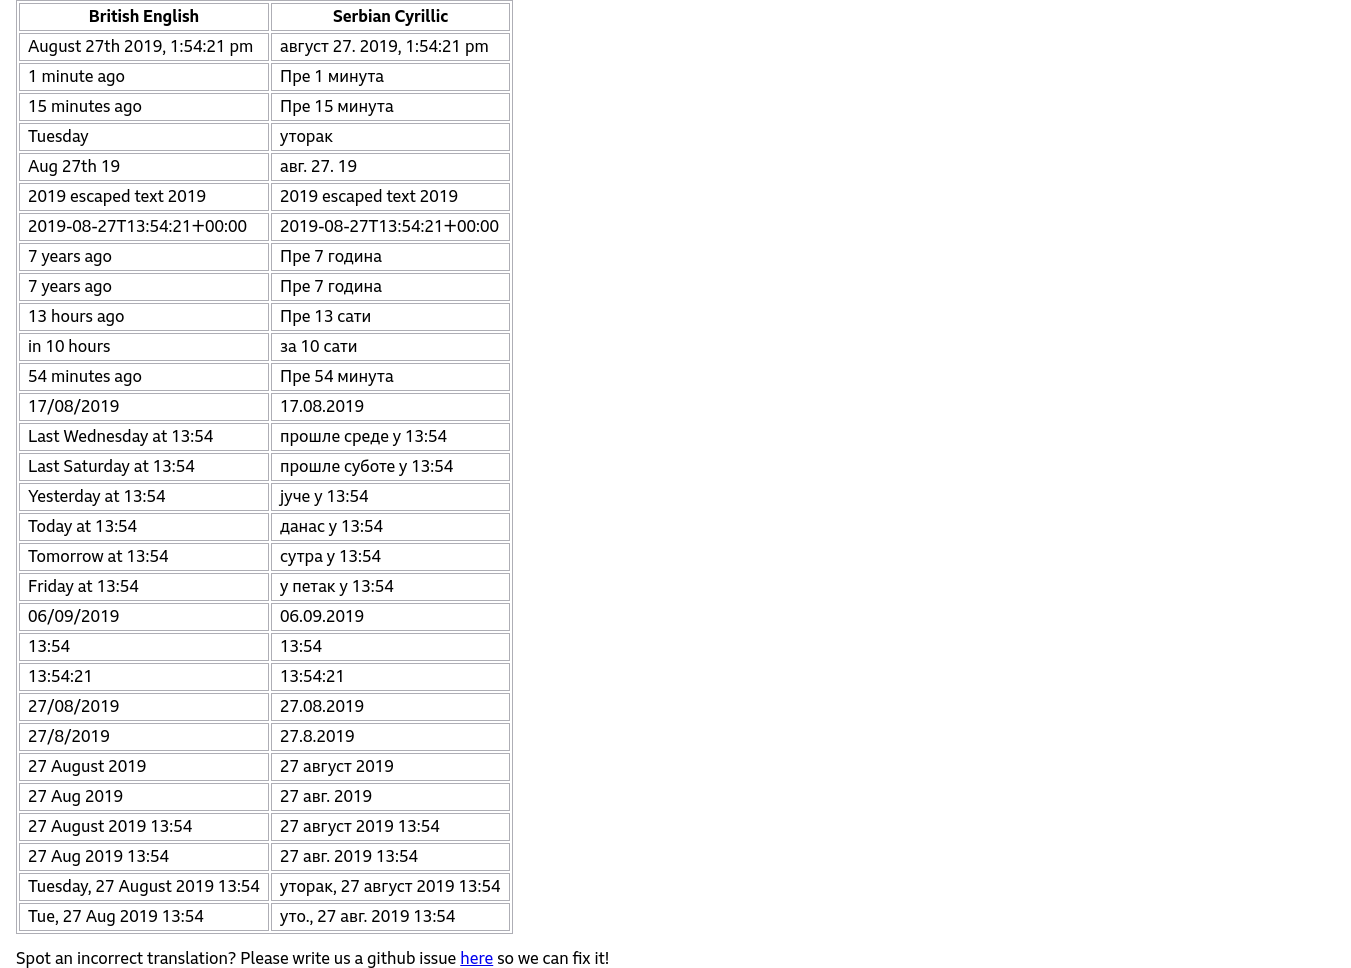 British English Serbian Cyrillic
August 27th 2019, 1:54:21 pm август 27. 2019, 1:54:21 pm
1 minute ago Пре 1 минута
15 minutes ago Пре 15 минута
Tuesday уторак
Aug 27th 19 авг. 27. 19
2019 escaped text 2019 2019 escaped text 2019
2019-08-27T13:54:21+00:00 2019-08-27T13:54:21+00:00
7 years ago Пре 7 година
7 years ago Пре 7 година
13 hours ago Пре 13 сати
in 10 hours за 10 сати
54 minutes ago Пре 54 минута
17/08/2019 17.08.2019
Last Wednesday at 13:54 прошле среде у 13:54
Last Saturday at 13:54 прошле суботе у 13:54
Yesterday at 13:54 јуче у 13:54
Today at 13:54 данас у 13:54
Tomorrow at 13:54 сутра у 13:54
Friday at 13:54 у петак у 13:54
06/09/2019 06.09.2019
13:54 13:54
13:54:21 13:54:21
27/08/2019 27.08.2019
27/8/2019 27.8.2019
27 August 2019 27 август 2019
27 Aug 2019 27 авг. 2019
27 August 2019 13:54 27 август 2019 13:54
27 Aug 2019 13:54 27 авг. 2019 13:54
Tuesday, 27 August 2019 13:54 уторак, 27 август 2019 13:54
Tue, 27 Aug 2019 13:54 уто., 27 авг. 2019 13:54
Spot an incorrect translation? Please write us a github issue here so we can fix it!